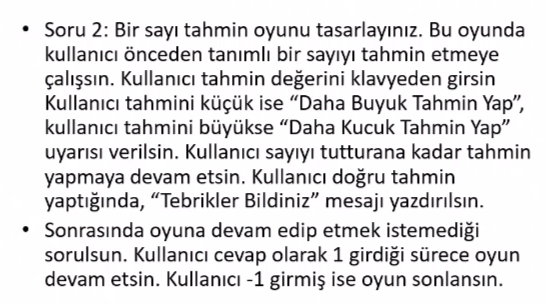 • Soru 2: Bir sayı tahmin oyunu tasarlayınız. Bu oyunda
kullanıcı önceden tanımlı bir sayıyı tahmin etmeye
çalışsın. Kullanıcı tahmin değerini klavyeden girsin
Kullanıcı tahmini küçük ise “Daha Buyuk Tahmin Yap”,
kullanıcı tahmini büyükse “Daha Kucuk Tahmin Yap”
uyarısı verilsin. Kullanıcı sayıyı tutturana kadar tahmin
yapmaya devam etsin. Kullanıcı doğru tahmin
yaptığında, “Tebrikler Bildiniz” mesajı yazdırılsın.
• Sonrasında oyuna devam edip etmek istemediği
sorulsun. Kullanıcı cevap olarak 1 girdiği sürece oyun
devam etsin. Kullanıcı -1 girmiş ise oyun sonlansın.